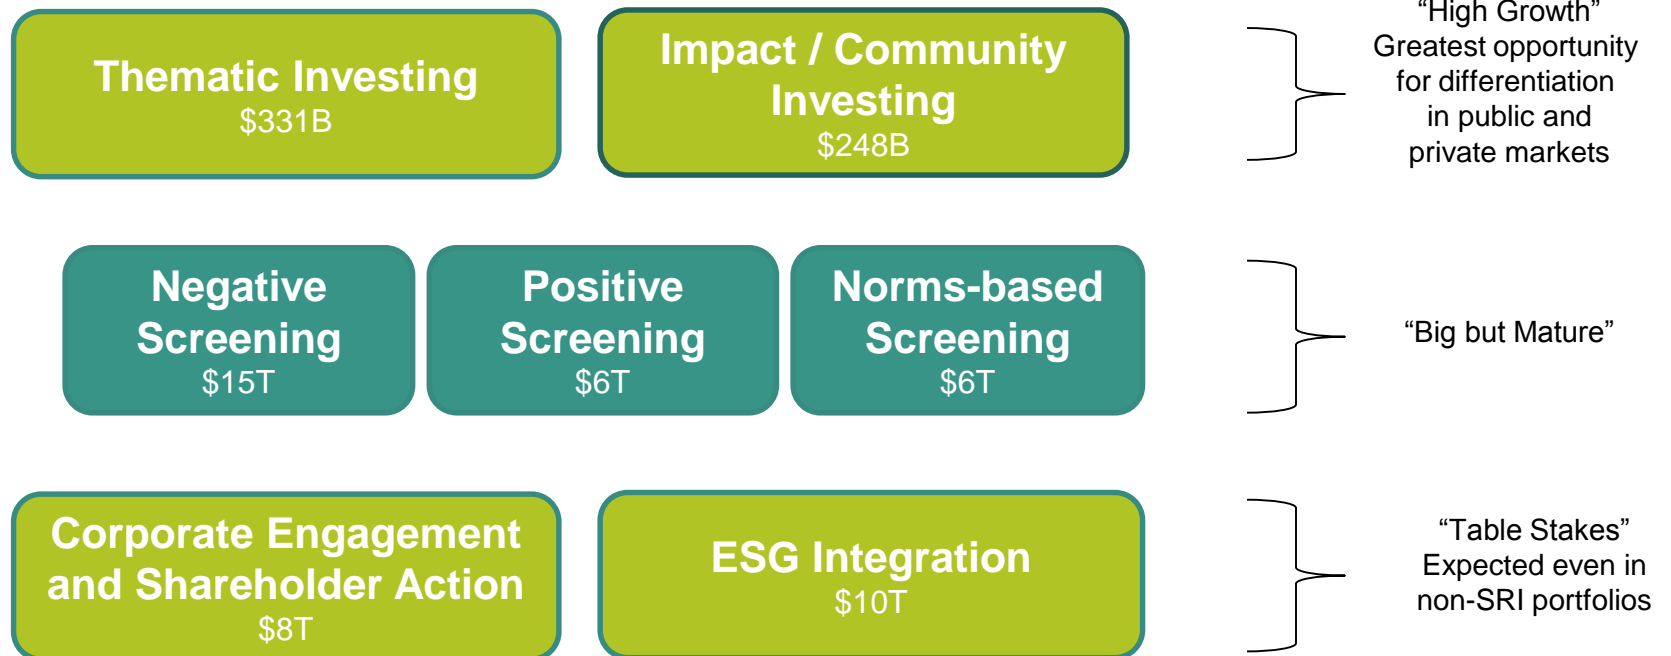 Thematic Investing
$331B
Impact / Community
Investing
$248B
“High Growth”
Greatest opportunity
for differentiation
in public and
private markets
Negative
Screening
$15T
Positive
Screening
$6T
Norms-based
Screening
$6T
“Big but Mature”
Corporate Engagement
and Shareholder Action
$8T
ESG Integration
$10T
“Table Stakes”
Expected even in
non-SRI portfolios